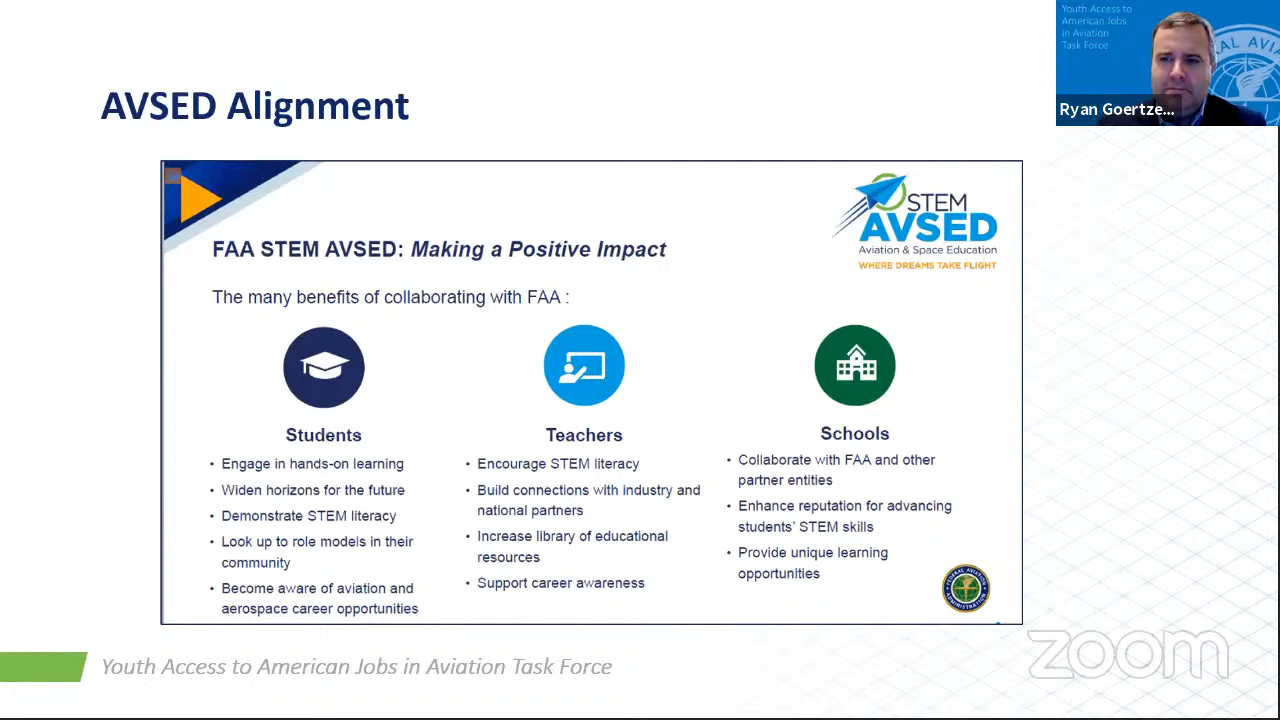 Youth Access to
American Jobs
in Aviation
Task Force
Ryan Goertze...
AVSED Alignment
STEM
AVSED
Aviation & Space Education
WHERE DREAMS TAKE FLIGHT
FAA STEM AVSED: Making a Positive Impact
The many benefits of collaborating with FAA :
Students
• Engage in hands-on learning
• Widen horizons for the future
• Demonstrate STEM literacy
• Look up to role models in their
community
• Become aware of aviation and
aerospace career opportunities
Teachers
• Encourage STEM literacy
• Build connections with industry and
national partners
• Increase library of educational
resources
• Support career awareness
Schools
• Collaborate with FAA and other
partner entities
• Enhance reputation for advancing
students' STEM skills
• Provide unique learning
opportunities
FEDERAL AVIATION
ADMINISTRATION
Youth Access to American Jobs in Aviation Task Force
zoom